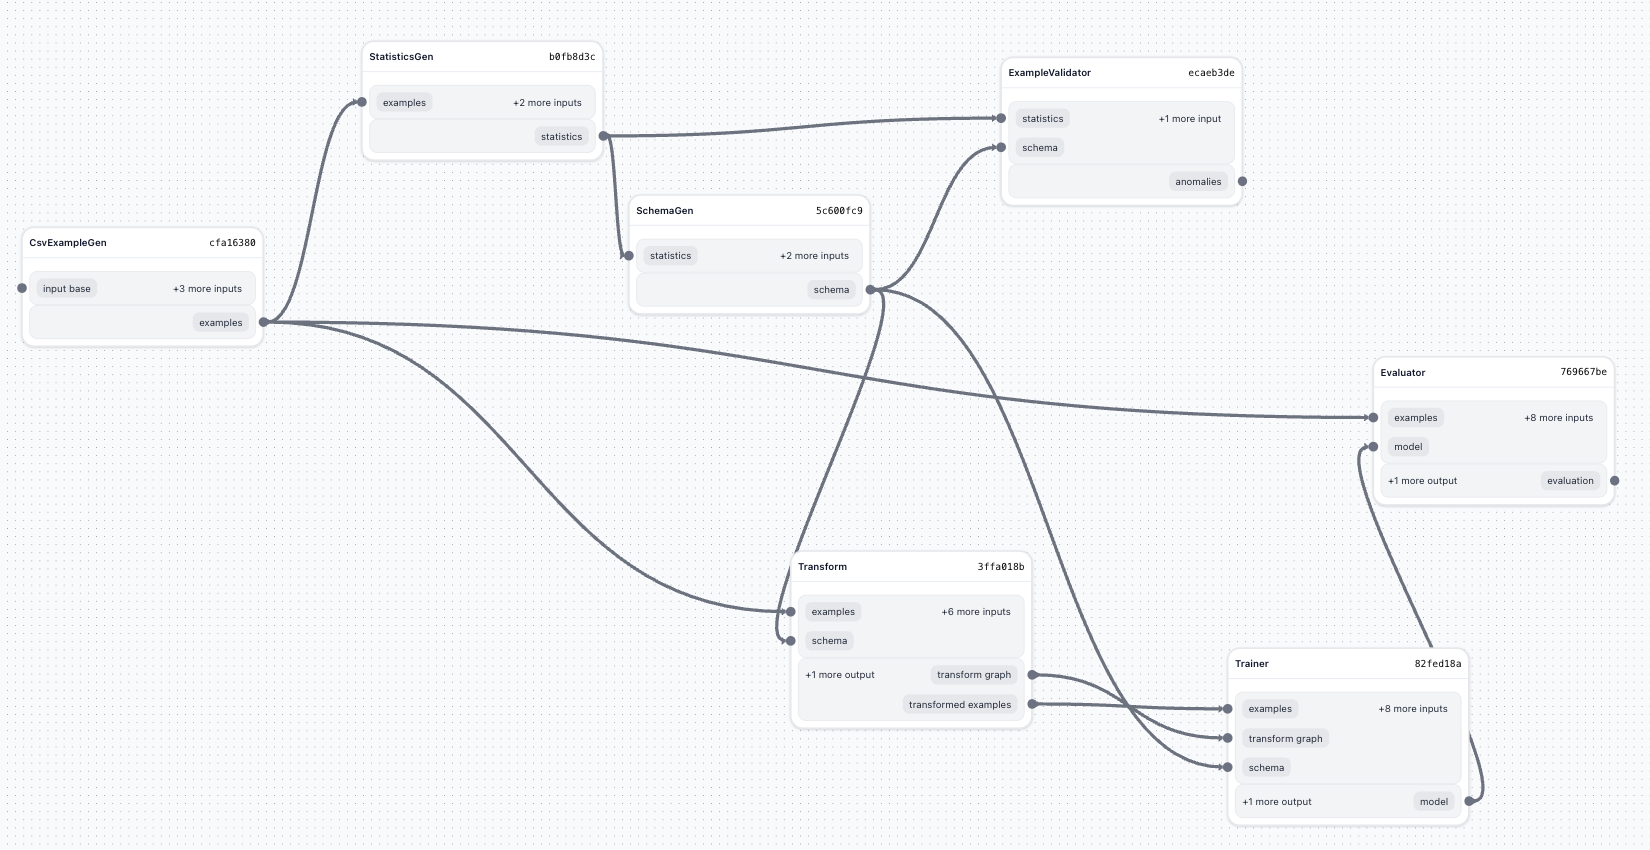 StatisticsGen b0fb8d3c
examples +2 more inputs
statistics
ExampleValidator ecaeb3de
statistics +1 more input
schema
anomalies
SchemaGen 5c600fc9
statistics +2 more inputs
schema
CsvExampleGen cfa16380
input base +3 more inputs
examples
Evaluator 769667be
examples +8 more inputs
model
+1 more output evaluation
Transform 3ffa018b
examples +6 more inputs
schema
+1 more output transform graph
transformed examples
Trainer 82fed18a
examples +8 more inputs
transform graph
schema
+1 more output model